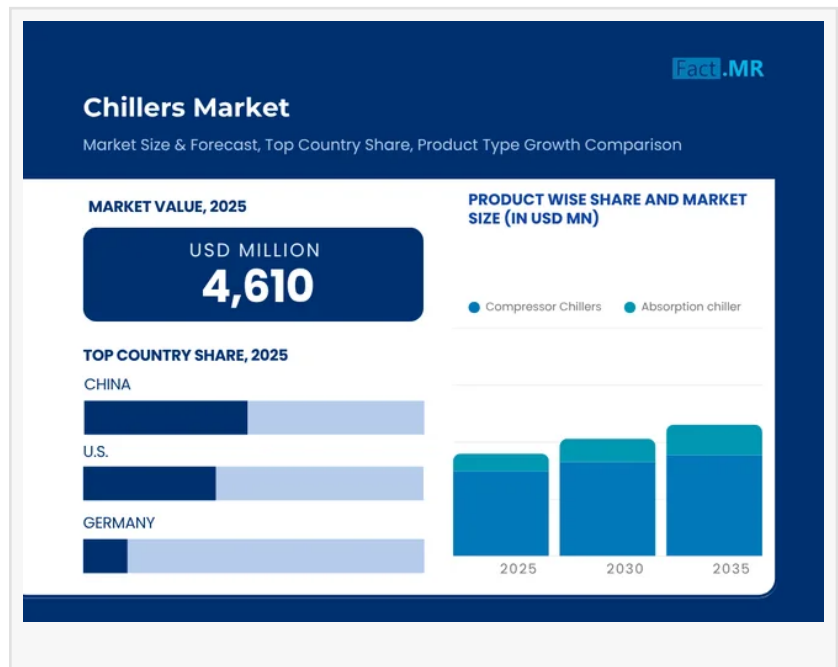 Fact.MR
Chillers Market
Market Size & Forecast, Top Country Share, Product Type Growth Comparison
MARKET VALUE, 2025
USD MILLION
4,610
TOP COUNTRY SHARE, 2025
CHINA
U.S.
GERMANY
PRODUCT WISE SHARE AND MARKET
SIZE (IN USD MN)
Compressor Chillers
Absorption chiller
2025
2030
2035